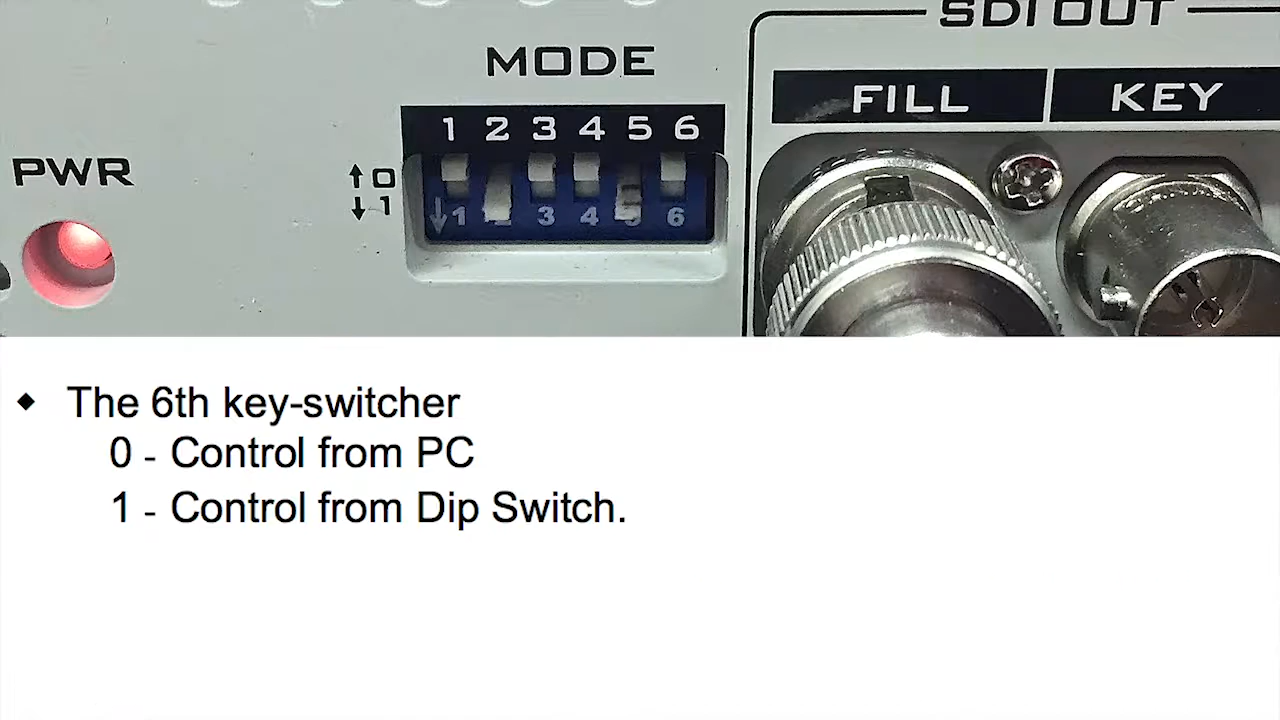 SDI OUT
MODE
FILL KEY
1 2 3 4 5 6
PWR
↑ 0
↓ 1
↓ 1 3 4 6
◆ The 6th key-switcher
0 - Control from PC
1 - Control from Dip Switch.